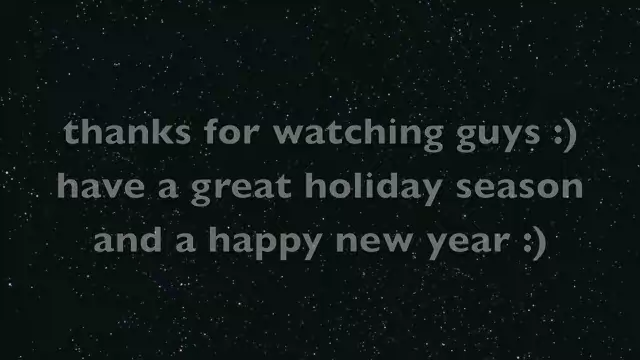 thanks for watching guys :)
have a great holiday season
and a happy new year :)